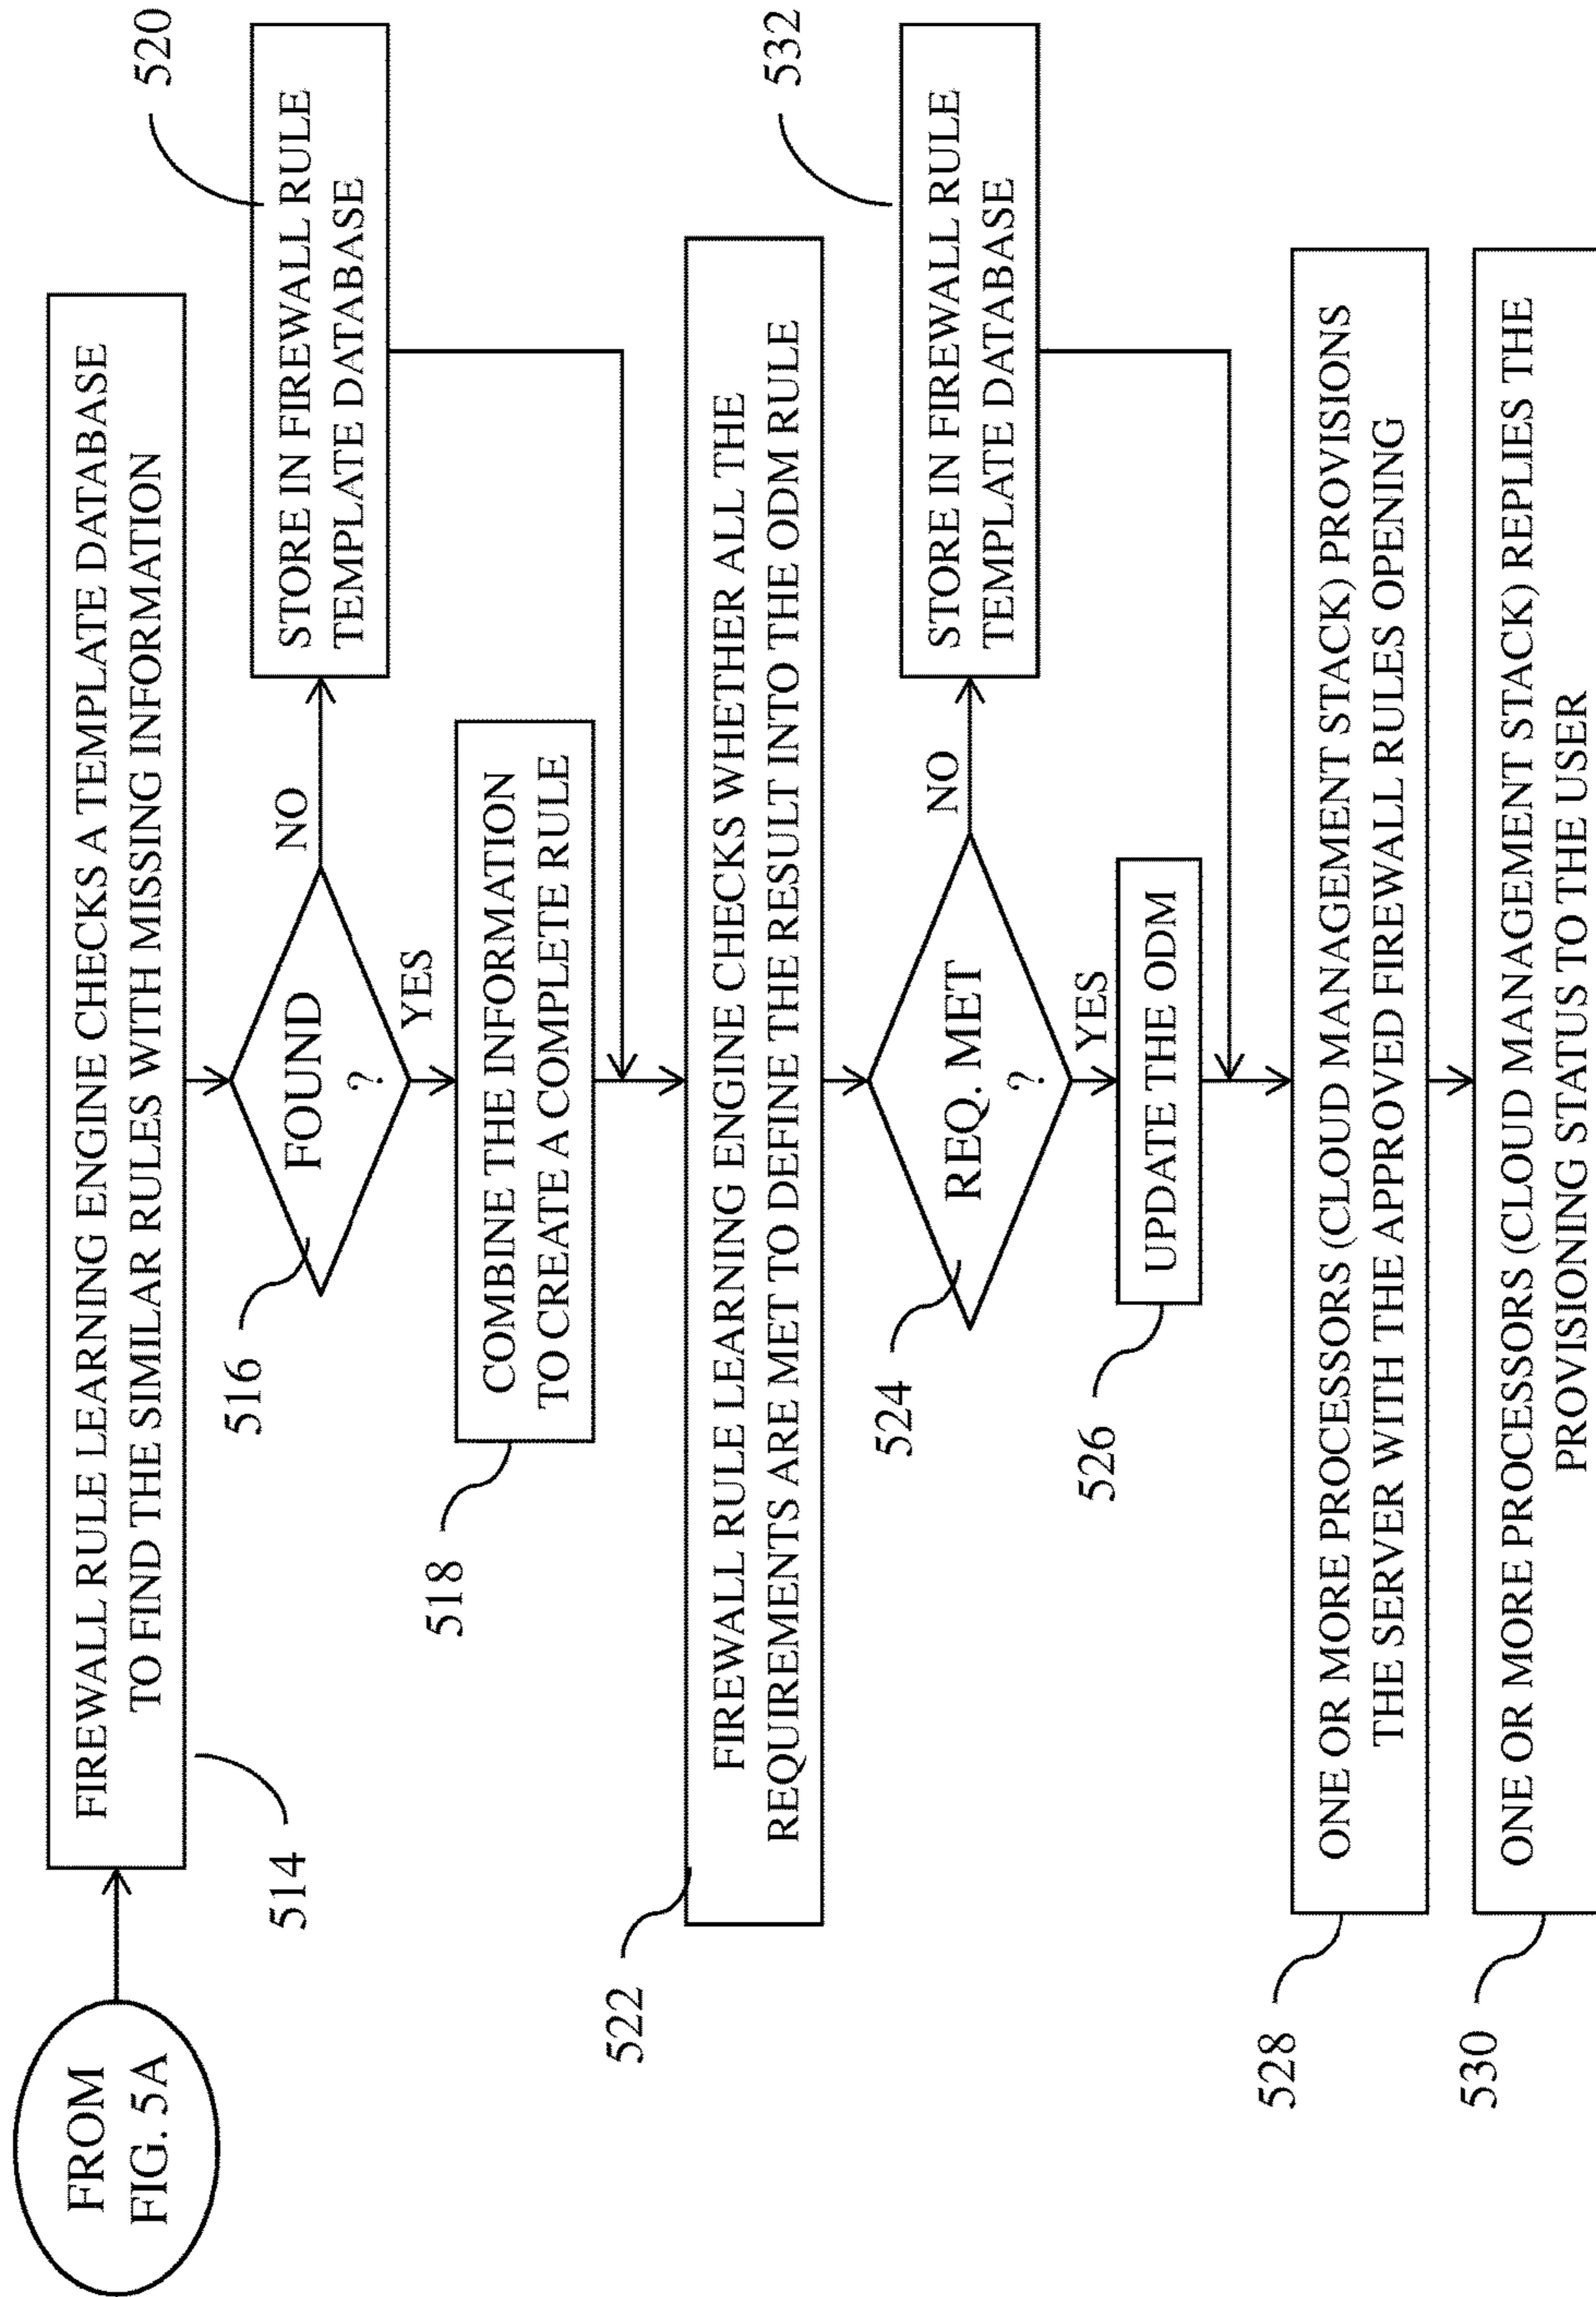 FROM
FIG. 5A
FIREWALL RULE LEARNING ENGINE CHECKS A TEMPLATE DATABASE
TO FIND THE SIMILAR RULES WITH MISSING INFORMATION
514
FOUND
?
516
NO
STORE IN FIREWALL RULE
TEMPLATE DATABASE
520
YES
COMBINE THE INFORMATION
TO CREATE A COMPLETE RULE
518
FIREWALL RULE LEARNING ENGINE CHECKS WHETHER ALL THE
REQUIREMENTS ARE MET TO DEFINE THE RESULT INTO THE ODM RULE
522
REQ. MET
?
524
NO
STORE IN FIREWALL RULE
TEMPLATE DATABASE
532
YES
UPDATE THE ODM
526
ONE OR MORE PROCESSORS (CLOUD MANAGEMENT STACK) PROVISIONS
THE SERVER WITH THE APPROVED FIREWALL RULES OPENING
528
ONE OR MORE PROCESSORS (CLOUD MANAGEMENT STACK) REPLIES THE
PROVISIONING STATUS TO THE USER
530